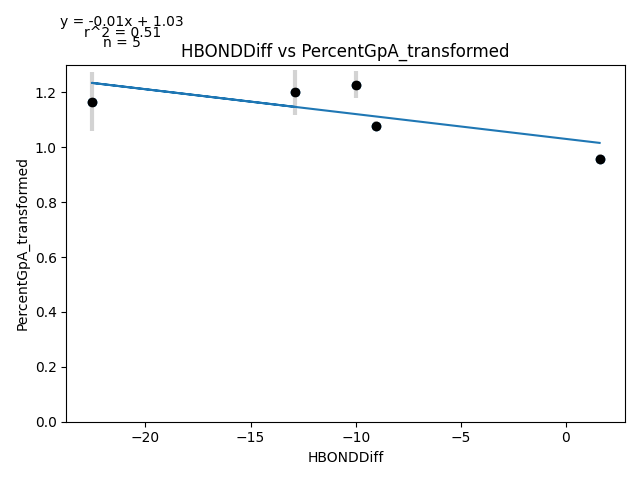 y = -0.01x + 1.03
r^2 = 0.51
n = 5
HBONDDiff vs PercentGpA_transformed
PercentGpA_transformed
1.2
1.0
0.8
0.6
0.4
0.2
0.0
−20
−15
−10
−5
0
HBONDDiff